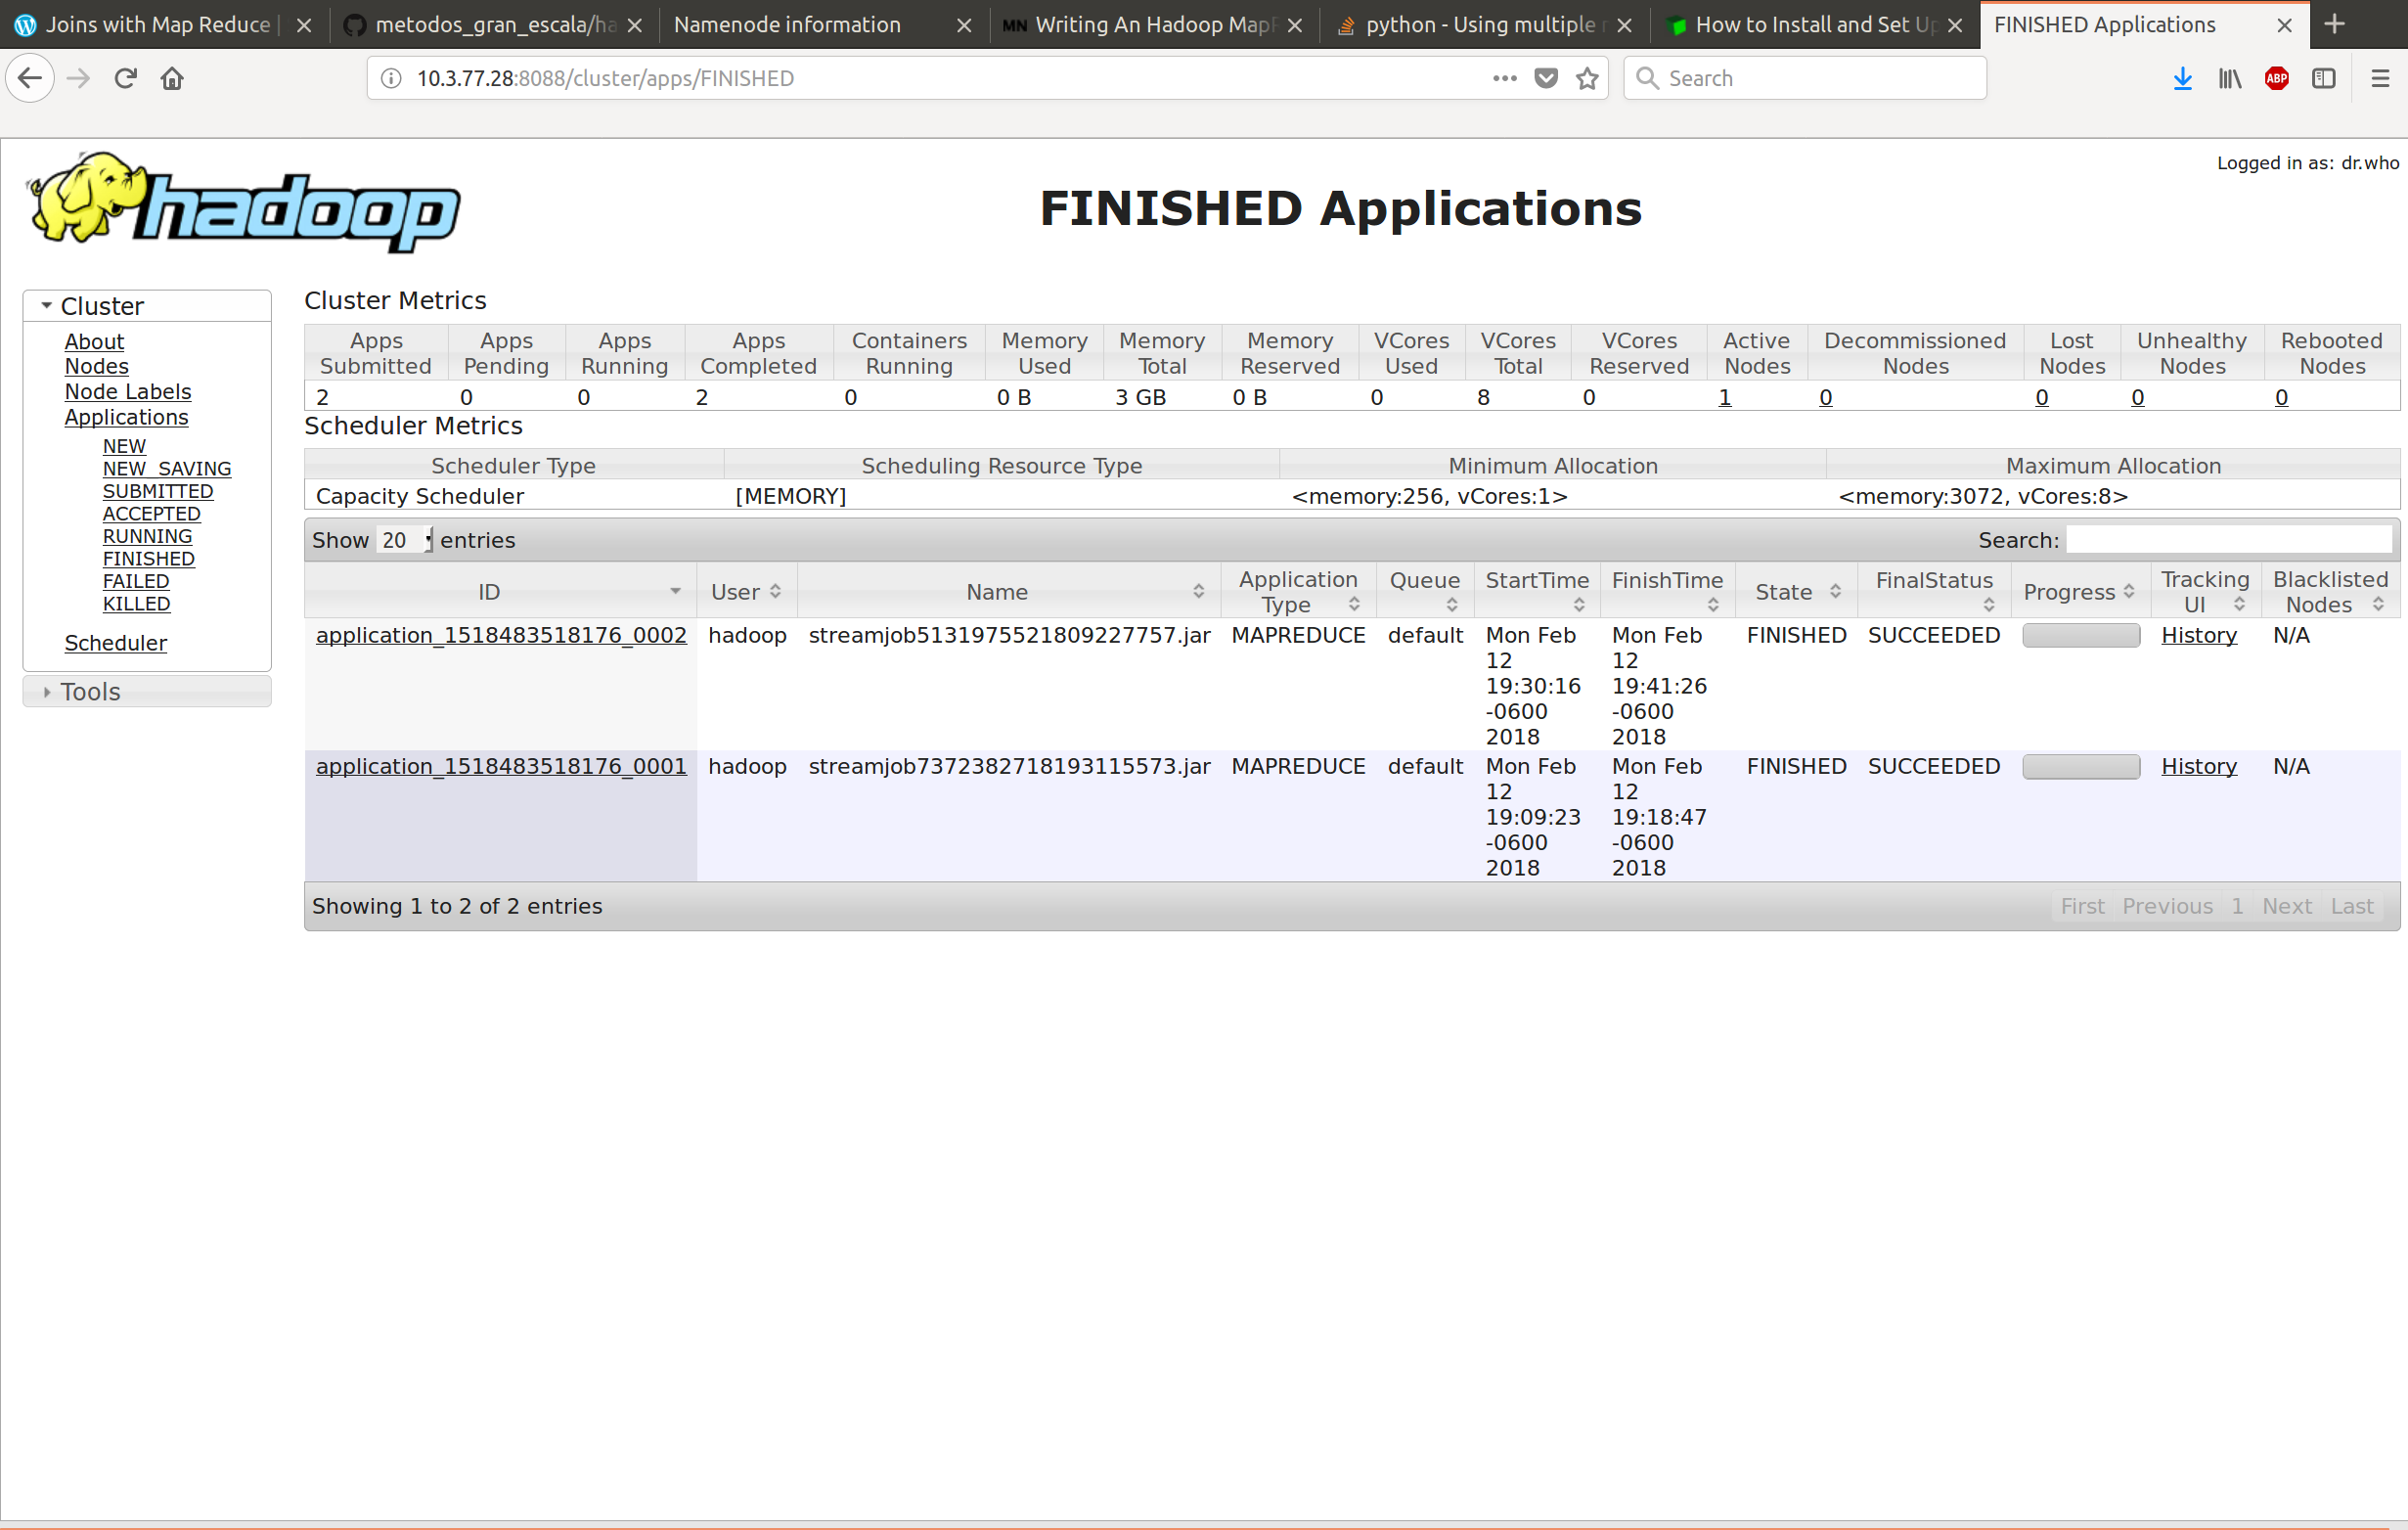 Joins with Map Reduce | metodos_gran_escala/ha Namenode information Writing An Hadoop MapR python - Using multiple r How to Install and Set Up FINISHED Applications
10.3.77.28:8088/cluster/apps/FINISHED Search ABP
Logged in as: dr.who
hadoop
FINISHED Applications
Cluster
About
Nodes
Node Labels
Applications
NEW
NEW_SAVING
SUBMITTED
ACCEPTED
RUNNING
FINISHED
FAILED
KILLED
Scheduler
Tools
Cluster Metrics
Apps Submitted Apps Pending Apps Running Apps Completed Containers Running Memory Used Memory Total Memory Reserved VCores Used VCores Total VCores Reserved Active Nodes Decommissioned Nodes Lost Nodes Unhealthy Nodes Rebooted Nodes
2 0 0 2 0 0 B 3 GB 0 B 0 8 0 1 0 0 0 0
Scheduler Metrics
Scheduler Type Scheduling Resource Type Minimum Allocation Maximum Allocation
Capacity Scheduler [MEMORY] <memory:256, vCores:1> <memory:3072, vCores:8>
Show 20 entries Search:
ID User Name Application Type Queue StartTime FinishTime State FinalStatus Progress Tracking UI Blacklisted Nodes
application_1518483518176_0002 hadoop streamjob5131975521809227757.jar MAPREDUCE default Mon Feb 12 19:30:16 -0600 2018 Mon Feb 12 19:41:26 -0600 2018 FINISHED SUCCEEDED History N/A
application_1518483518176_0001 hadoop streamjob7372382718193115573.jar MAPREDUCE default Mon Feb 12 19:09:23 -0600 2018 Mon Feb 12 19:18:47 -0600 2018 FINISHED SUCCEEDED History N/A
Showing 1 to 2 of 2 entries First Previous 1 Next Last